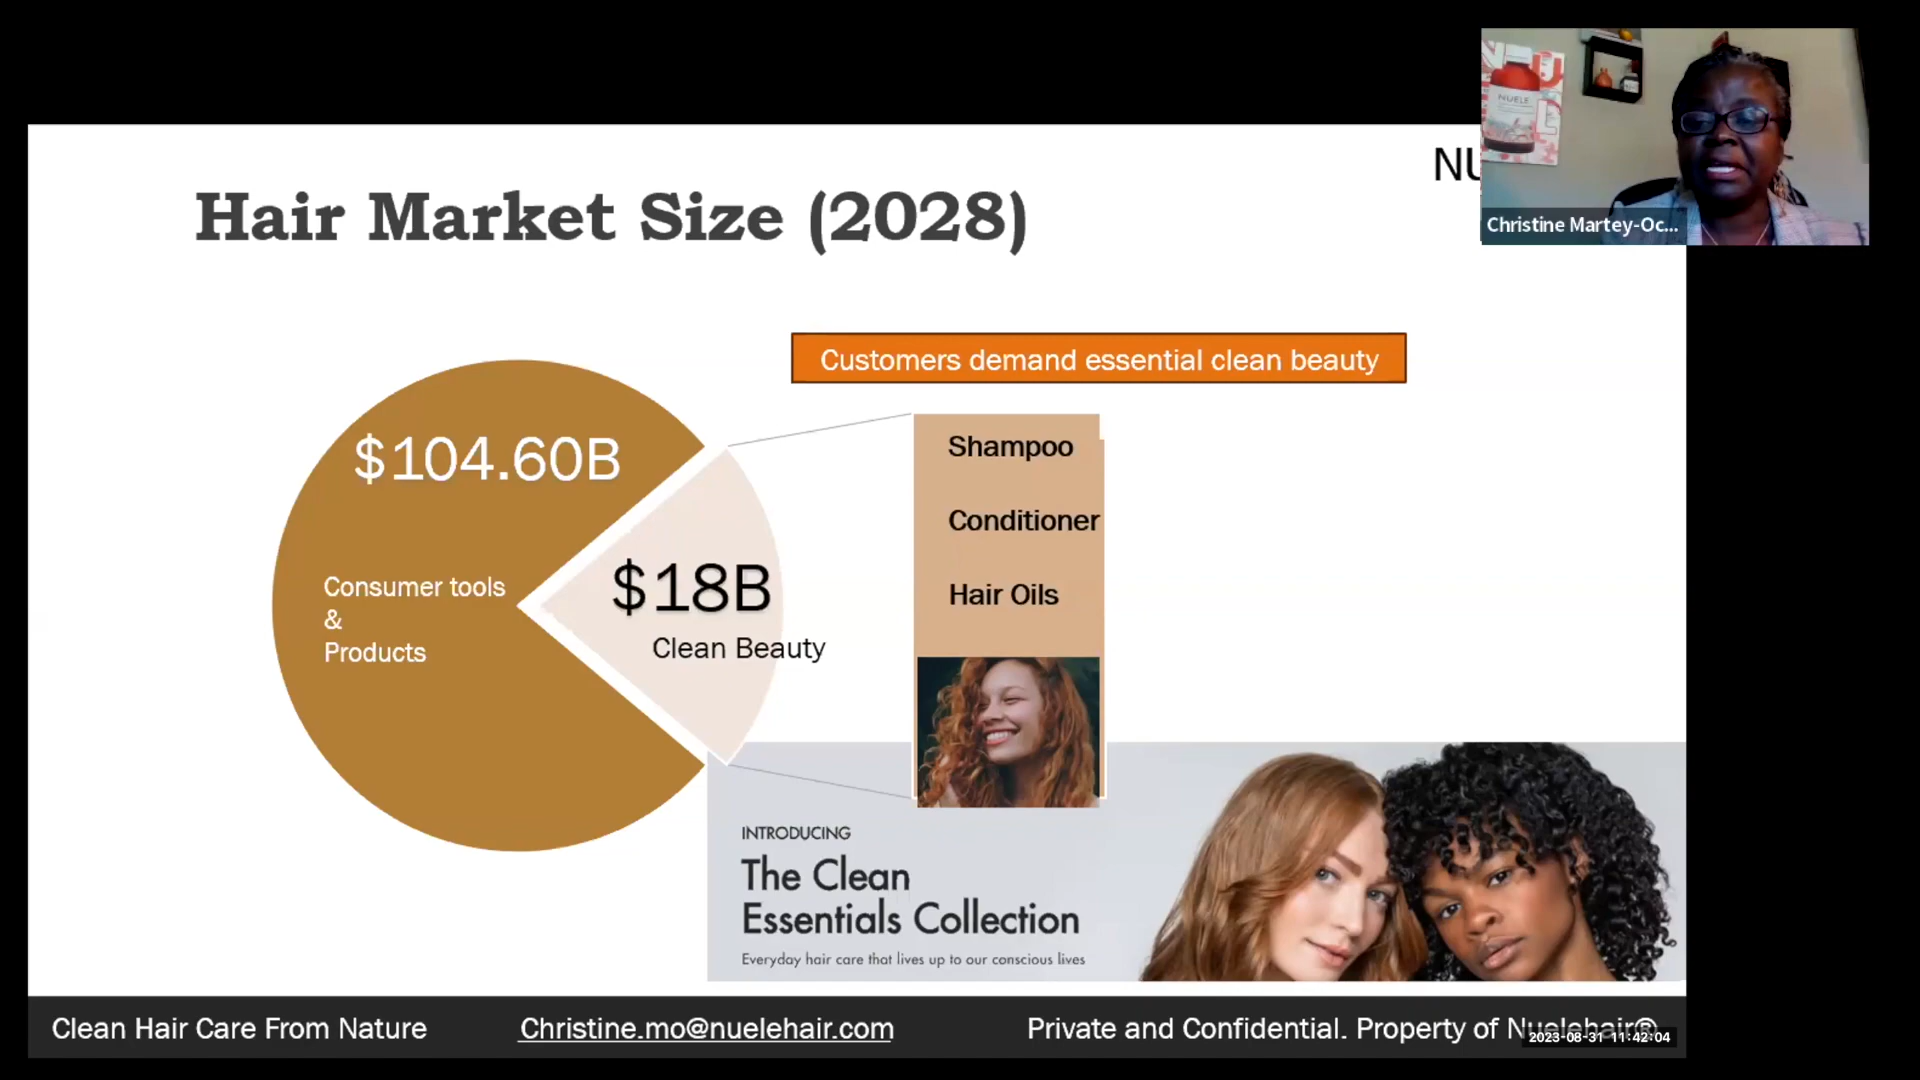 NU
NUELE
Christine Martey-Oc...
Hair Market Size (2028)
Customers demand essential clean beauty
$104.60B
Consumer tools
&
Products
$18B
Clean Beauty
Shampoo
Conditioner
Hair Oils
INTRODUCING
The Clean
Essentials Collection
Everyday hair care that lives up to our conscious lives
Clean Hair Care From Nature
Christine.mo@nuelehair.com
Private and Confidential. Property of Nuelehair®
2023-08-31 11:42:04